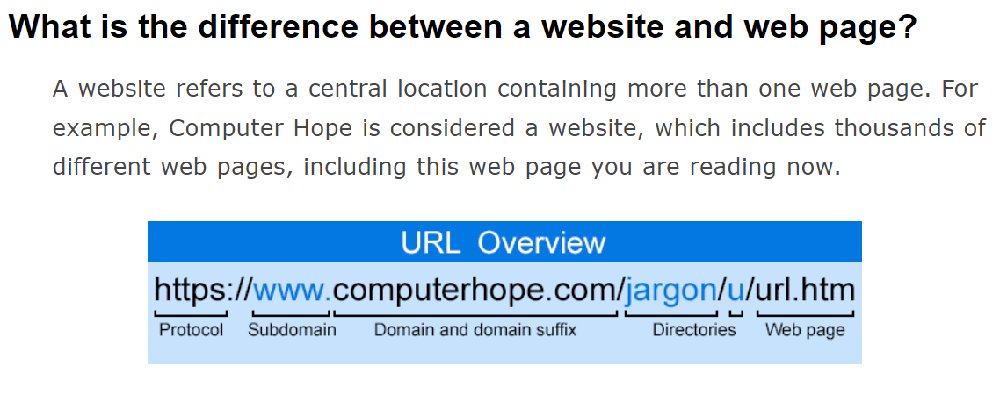 What is the difference between a website and web page?
A website refers to a central location containing more than one web page. For
example, Computer Hope is considered a website, which includes thousands of
different web pages, including this web page you are reading now.
URL Overview
https://www.computerhope.com/jargon/u/url.htm
Protocol Subdomain Domain and domain suffix Directories Web page